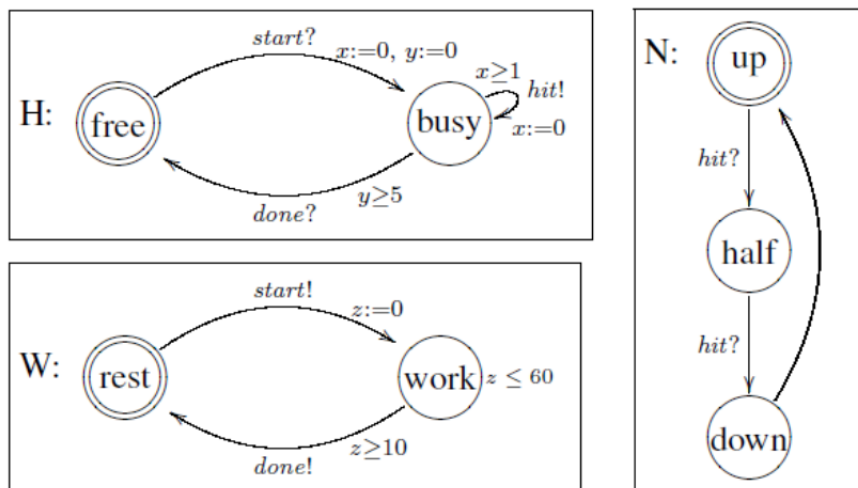 start?
x:=0, y:=0
H:
free
busy
x≥1
hit!
x:=0
y≥5
done?
W:
start!
z:=0
rest
work
z ≤ 60
z≥10
done!
N:
up
hit?
half
hit?
down